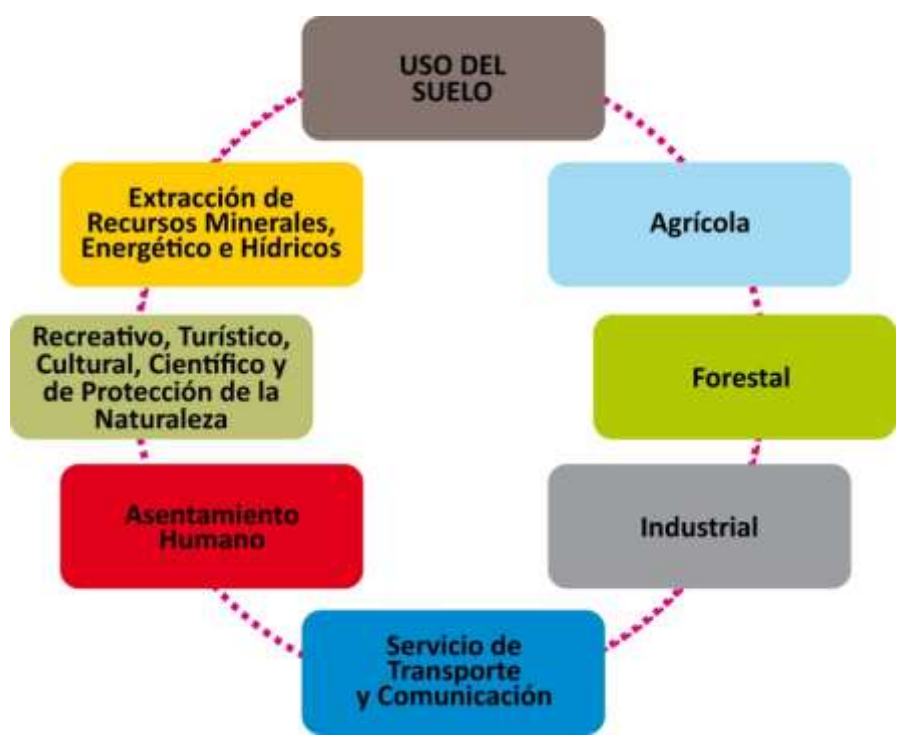 USO DEL
SUELO
Extracción de
Recursos Minerales,
Energético e Hídricos
Agrícola
Recreativo, Turístico,
Cultural, Científico y
de Protección de la
Naturaleza
Forestal
Asentamiento
Humano
Industrial
Servicio de
Transporte
y Comunicación